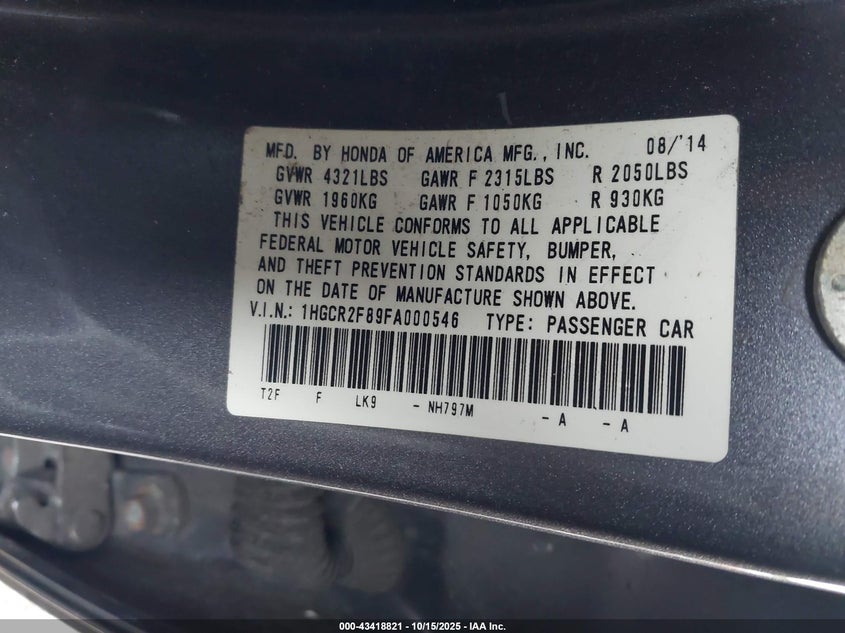 MFD. BY HONDA OF AMERICA MFG., INC. 08/'14
GVWR 4321LBS GAWR F 2315LBS R 2050LBS
GVWR 1960KG GAWR F 1050KG R 930KG
THIS VEHICLE CONFORMS TO ALL APPLICABLE
FEDERAL MOTOR VEHICLE SAFETY, BUMPER,
AND THEFT PREVENTION STANDARDS IN EFFECT
ON THE DATE OF MANUFACTURE SHOWN ABOVE.
V.I.N.: 1HGCR2F89FA000546 TYPE: PASSENGER CAR
T2F F LK9 - NH797M - A - A
000-43418821 - 10/15/2025 - IAA Inc.